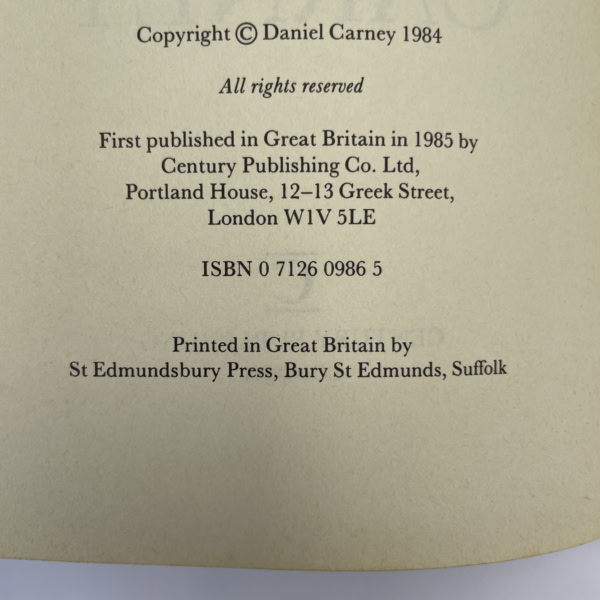 Copyright © Daniel Carney 1984
All rights reserved
First published in Great Britain in 1985 by
Century Publishing Co. Ltd,
Portland House, 12–13 Greek Street,
London W1V 5LE
ISBN 0 7126 0986 5
Printed in Great Britain by
St Edmundsbury Press, Bury St Edmunds, Suffolk